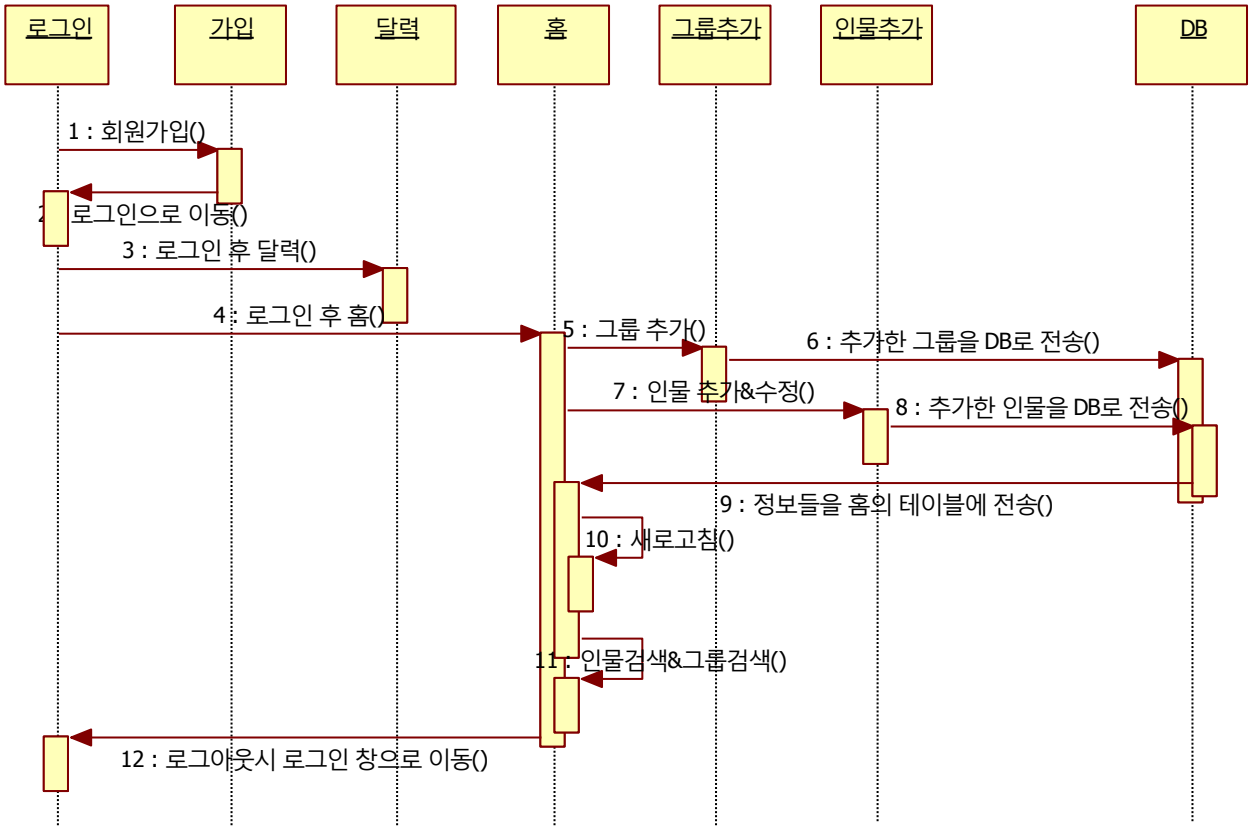 로그인
가입
달력
홈
그룹추가
인물추가
DB
1 : 회원가입()
2 : 로그인으로 이동()
3 : 로그인 후 달력()
4 : 로그인 후 홈()
5 : 그룹 추가()
6 : 추가한 그룹을 DB로 전송()
7 : 인물 추가&수정()
8 : 추가한 인물을 DB로 전송()
9 : 정보들을 홈의 테이블에 전송()
10 : 새로고침()
11 : 인물검색&그룹검색()
12 : 로그아웃시 로그인 창으로 이동()